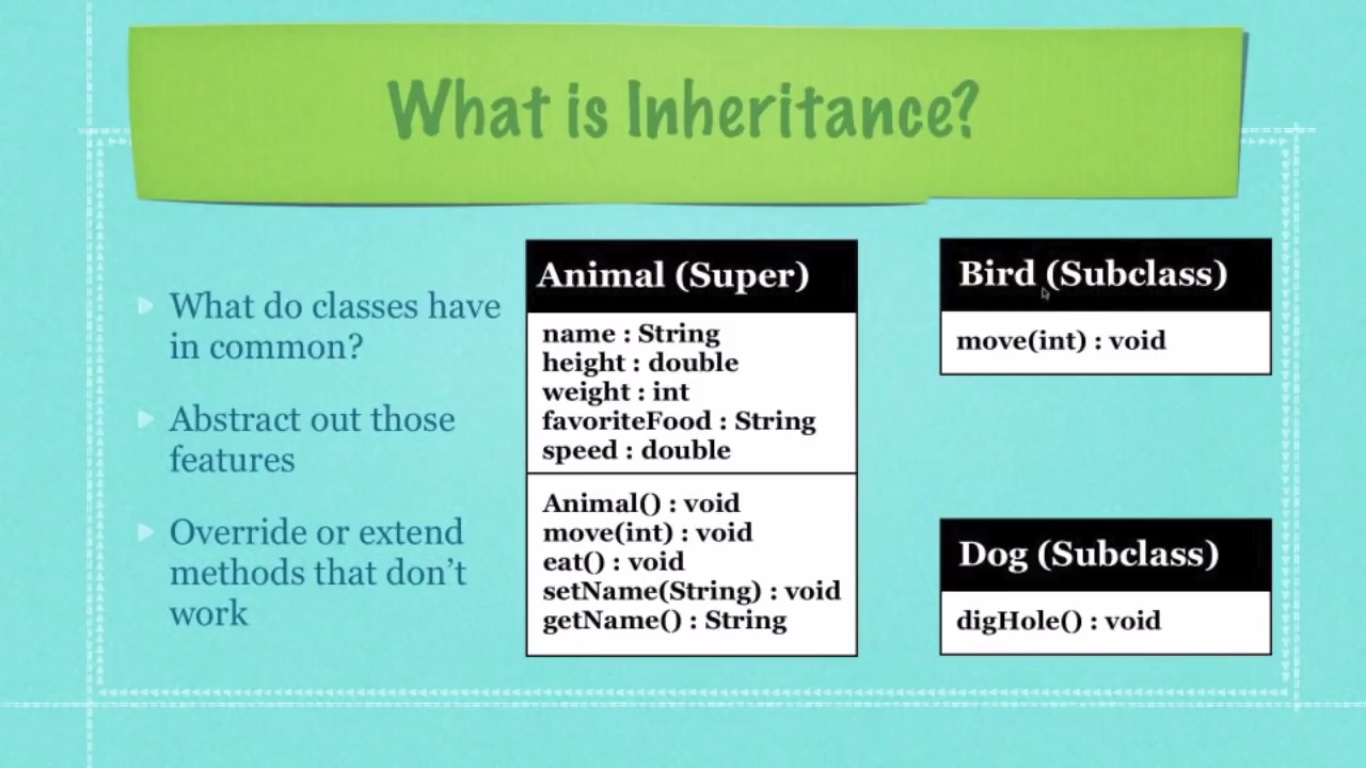 What is Inheritance?
What do classes have
in common?
Abstract out those
features
Override or extend
methods that don't
work
Animal (Super)
name : String
height : double
weight : int
favoriteFood : String
speed : double
Animal() : void
move(int) : void
eat() : void
setName(String) : void
getName() : String
Bird (Subclass)
move(int) : void
Dog (Subclass)
digHole() : void